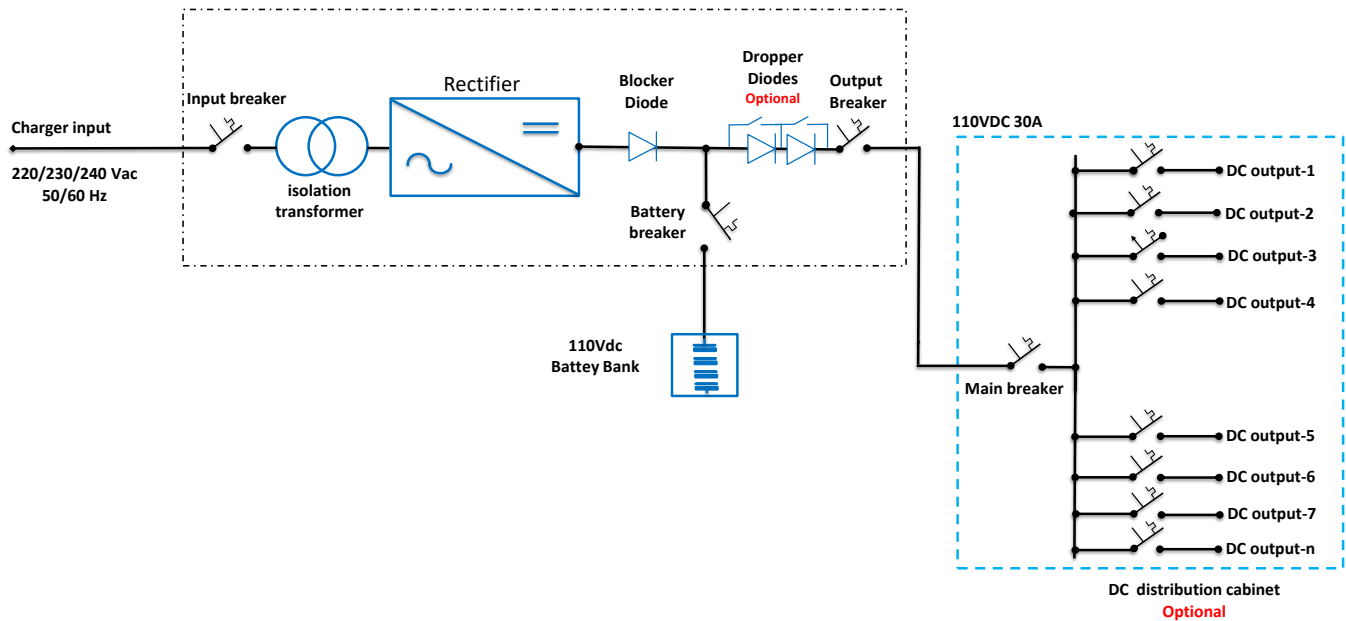 Charger input
220/230/240 Vac
50/60 Hz
Input breaker
isolation
transformer
Rectifier
Blocker
Diode
Dropper
Diodes
Optional
Output
Breaker
Battery
breaker
110Vdc
Battey Bank
110VDC 30A
Main breaker
DC output-1
DC output-2
DC output-3
DC output-4
DC output-5
DC output-6
DC output-7
DC output-n
DC distribution cabinet
Optional